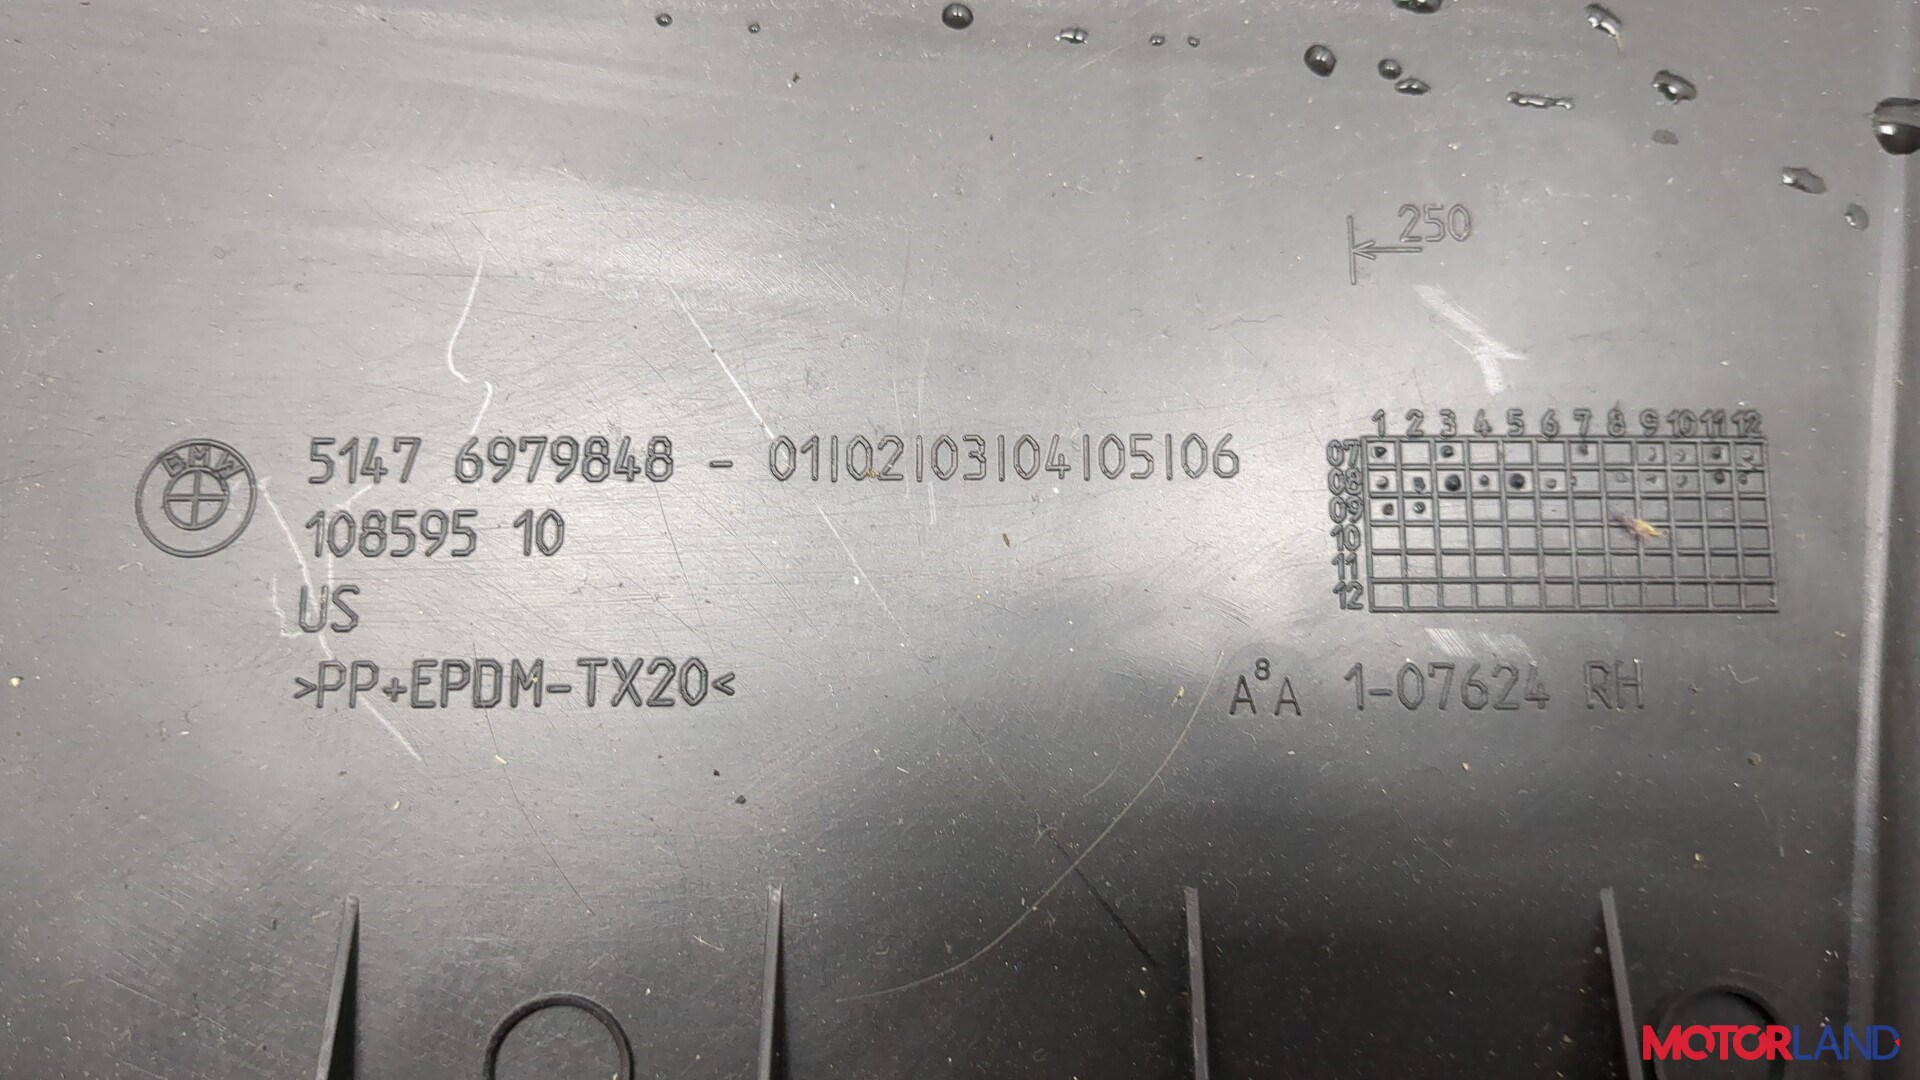 250
BMW
5147 6979848 - 01|02|03|04|05|06
108595 10
US
>PP+EPDM-TX20<
1 2 3 4 5 6 7 8 9 10 11 12
07
08
09
10
11
12
A8A 1-07624 RH
MOTORLAND